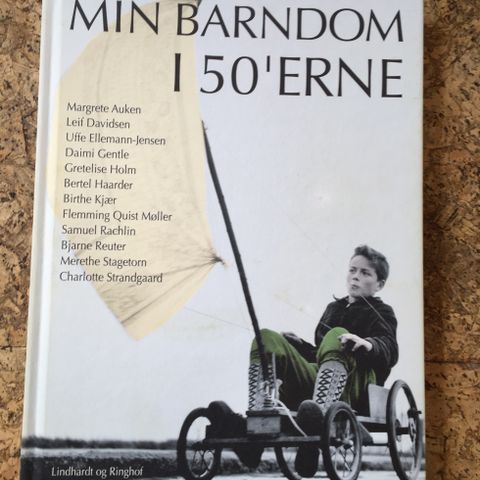 MIN BARNDOM
I 50'ERNE
Margrete Auken
Leif Davidsen
Uffe Ellemann-Jensen
Daimi Gentle
Gretelise Holm
Bertel Haarder
Birthe Kjær
Flemming Quist Møller
Samuel Rachlin
Bjarne Reuter
Merethe Stagetorn
Charlotte Strandgaard
Lindhardt og Ringhof